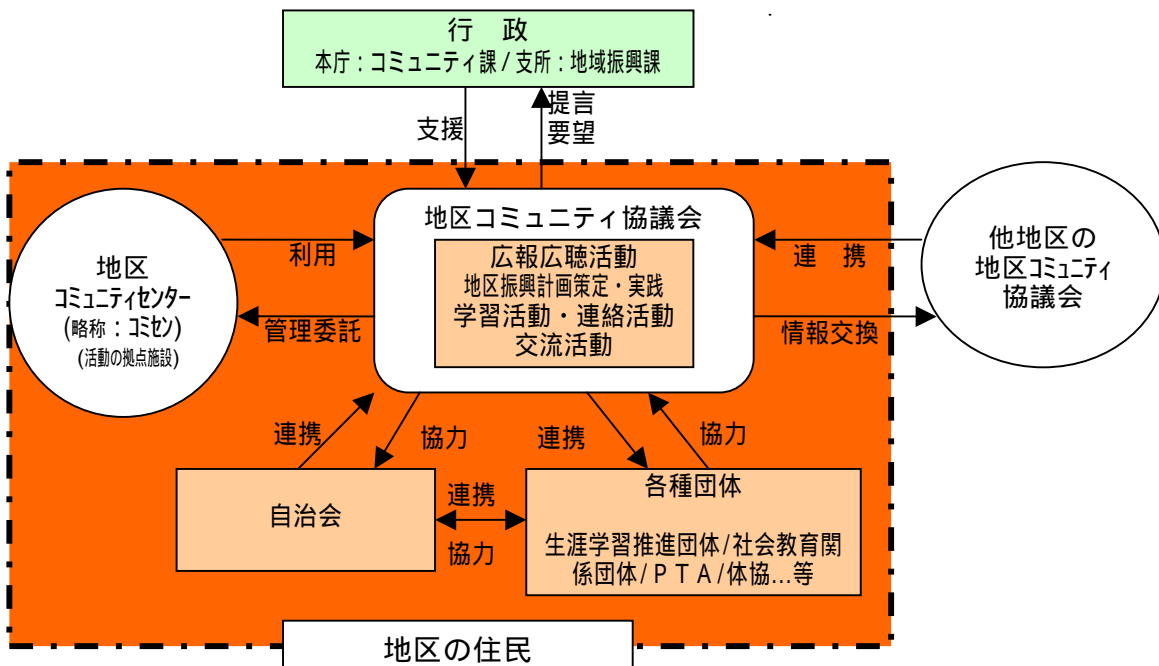 行　政
本庁：コミュニティ課 / 支所：地域振興課
支援
提言
要望
地区コミュニティ協議会
広報広聴活動
地区振興計画策定・実践
学習活動・連絡活動
交流活動
地区
コミュニティセンター
(略称：コミセン)
(活動の拠点施設)
利用
管理委託
連　携
情報交換
他地区の
地区コミュニティ
協議会
連携
協力
連携
協力
自治会
連携
協力
各種団体
生涯学習推進団体/社会教育関
係団体/ＰＴＡ/体協…等
地区の住民